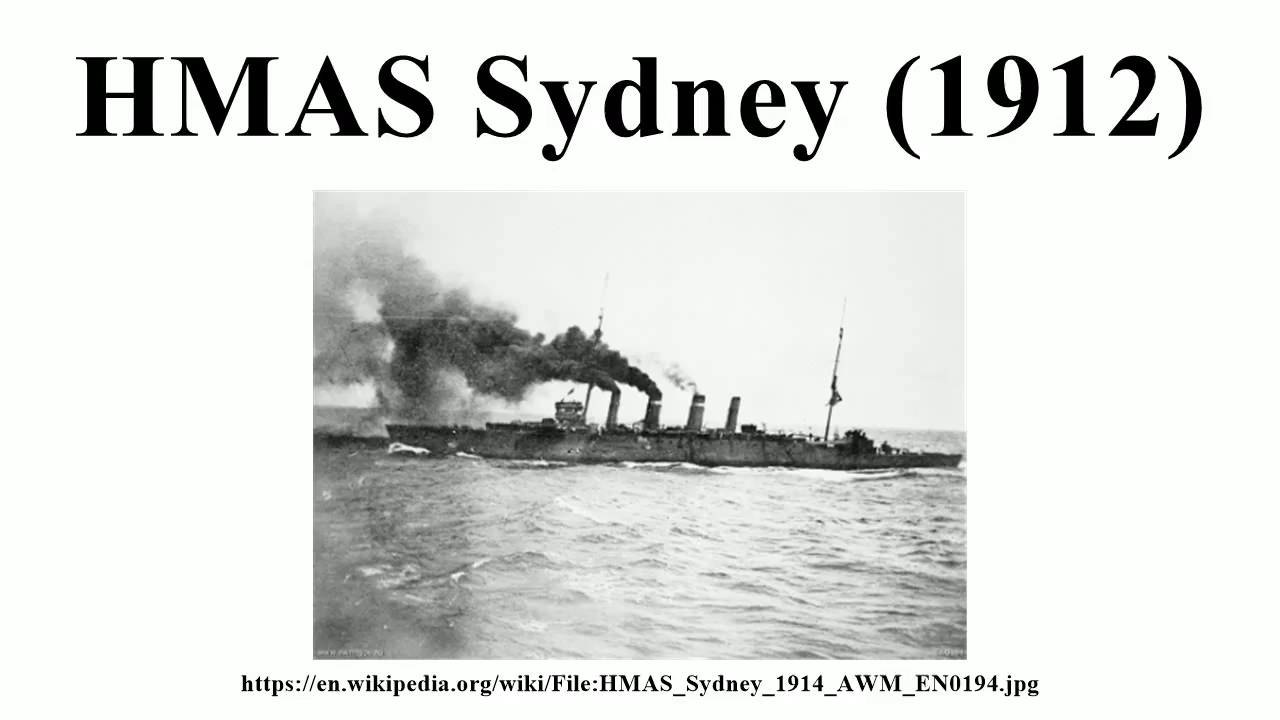 HMAS Sydney (1912)
https://en.wikipedia.org/wiki/File:HMAS_Sydney_1914_AWM_EN0194.jpg